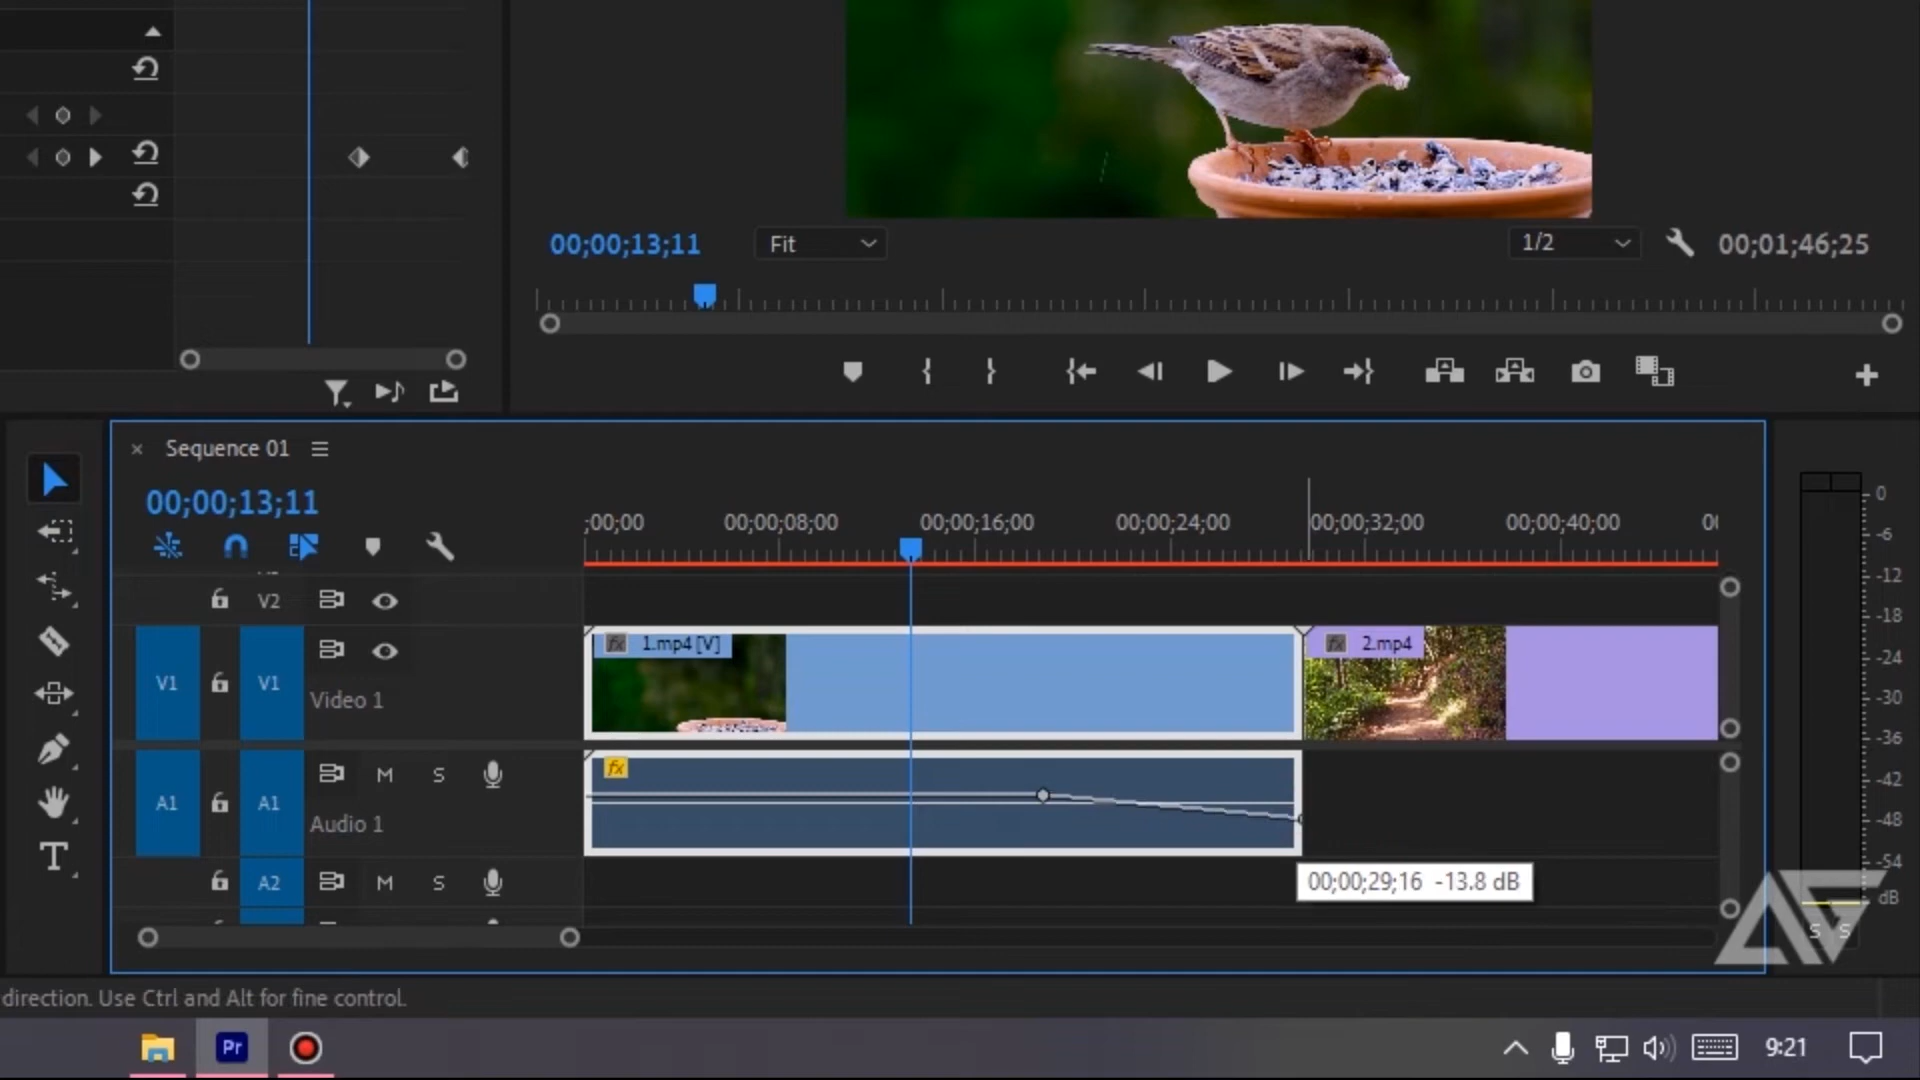 00;00;13;11
Fit
1/2
00;01;46;25
Sequence 01
00;00;13;11
;00;00
00;00;08;00
00;00;16;00
00;00;24;00
00;00;32;00
00;00;40;00
V2
V1
V1
Video 1
fx 1.mp4 [V]
fx 2.mp4
A1
A1
M S
Audio 1
fx
A2
M S
00;00;29;16 -13.8 dB
0
-6
-12
-18
-24
-30
-36
-42
-48
-54
dB
S S
direction. Use Ctrl and Alt for fine control.
Pr
9:21